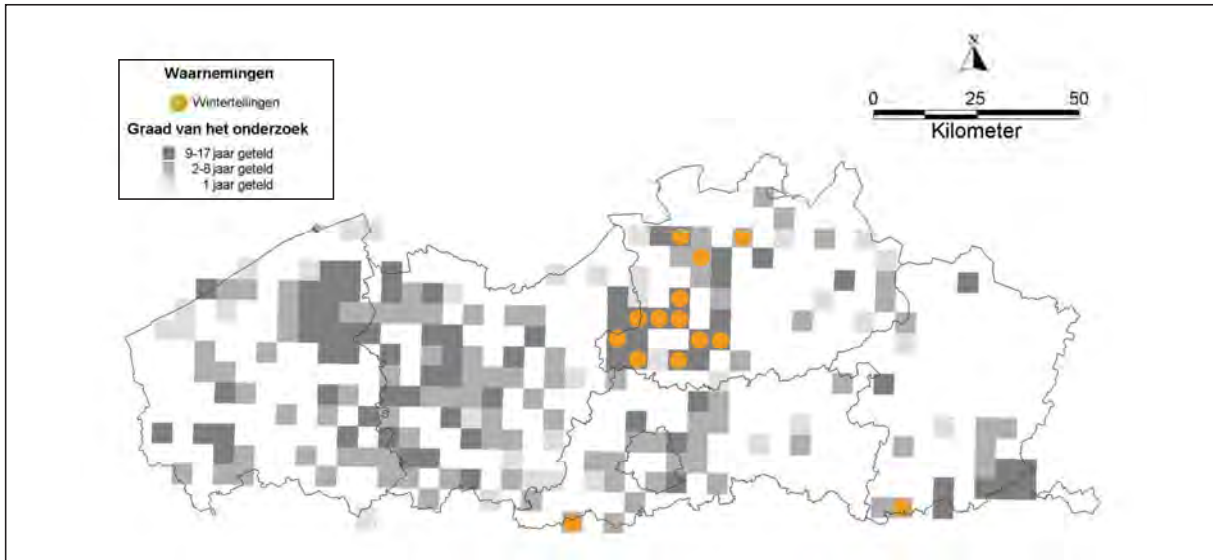 Waarnemingen
Wintertellingen
Graad van het onderzoek
9-17 jaar geteld
2-8 jaar geteld
1 jaar geteld
N
0 25 50
Kilometer